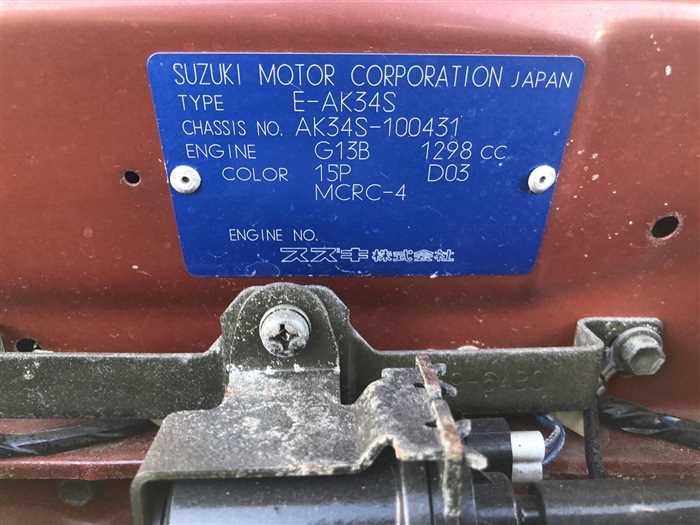 SUZUKI MOTOR CORPORATION JAPAN
TYPE E-AK34S
CHASSIS NO. AK34S-100431
ENGINE G13B 1298 CC
COLOR 15P D03
MCRC-4
ENGINE NO.
スズキ株式会社